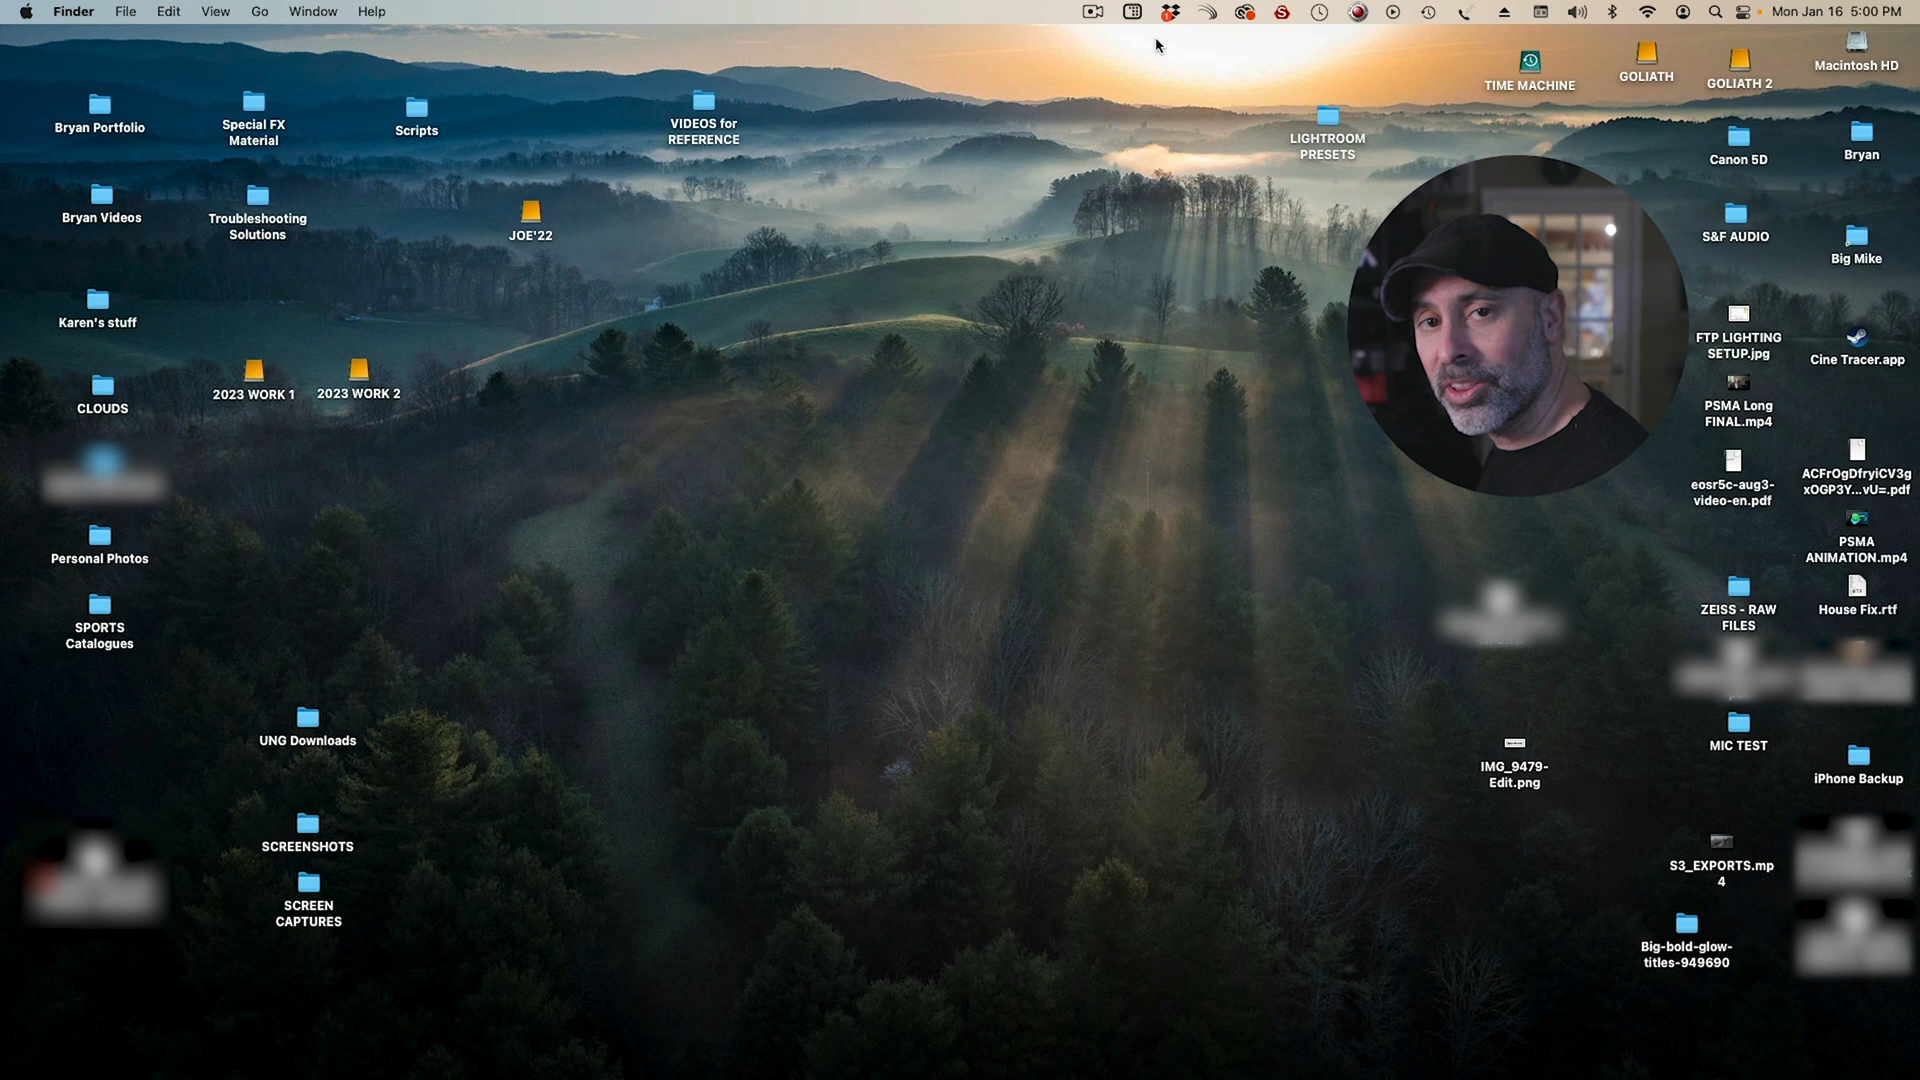 Finder File Edit View Go Window Help
Mon Jan 16 5:00 PM
Bryan Portfolio
Special FX
Material
Scripts
VIDEOS for
REFERENCE
LIGHTROOM
PRESETS
TIME MACHINE
GOLIATH
GOLIATH 2
Macintosh HD
Canon 5D
Bryan
Bryan Videos
Troubleshooting
Solutions
JOE'22
S&F AUDIO
Big Mike
Karen's stuff
FTP LIGHTING
SETUP.jpg
Cine Tracer.app
CLOUDS
2023 WORK 1
2023 WORK 2
PSMA Long
FINAL.mp4
eosr5c-aug3-
video-en.pdf
ACFrOgDfryiCV3g
xOGP3Y...vU=.pdf
PSMA
ANIMATION.mp4
Personal Photos
SPORTS
Catalogues
ZEISS - RAW
FILES
House Fix.rtf
UNG Downloads
MIC TEST
IMG_9479-
Edit.png
iPhone Backup
SCREENSHOTS
SCREEN
CAPTURES
S3_EXPORTS.mp
4
Big-bold-glow-
titles-949690